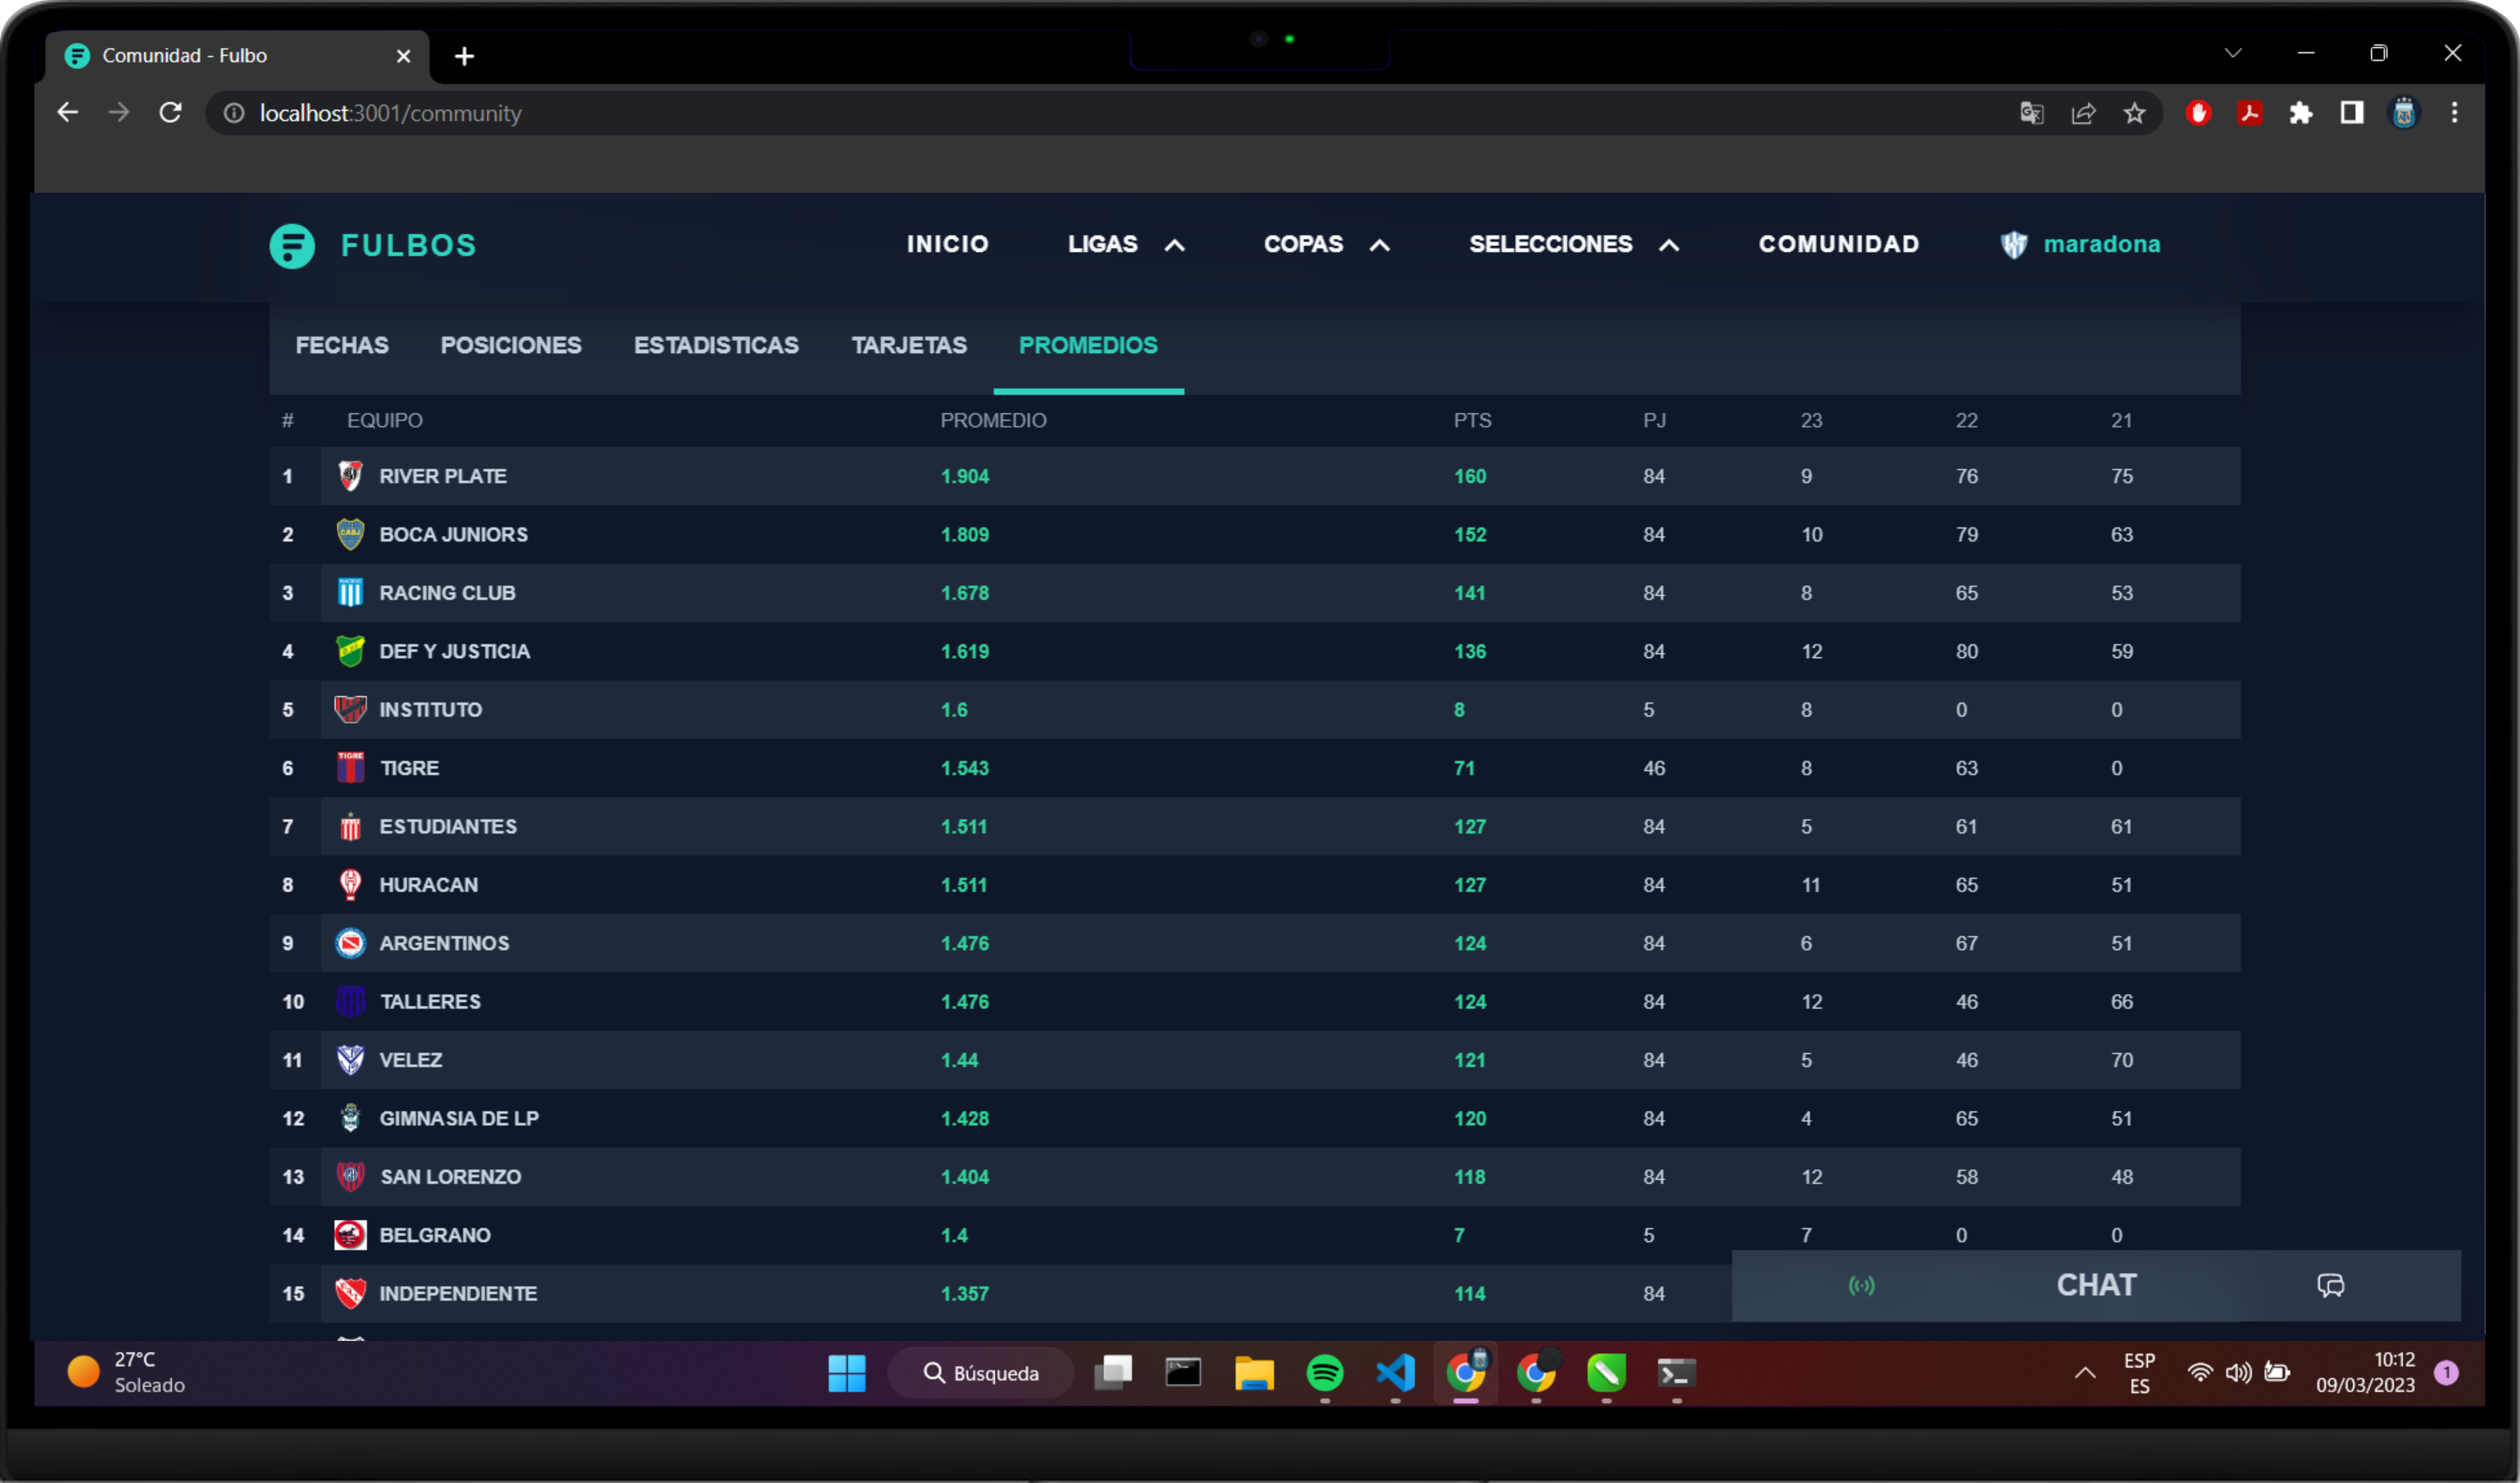 Comunidad - Fulbo
localhost:3001/community
FULBOS INICIO LIGAS COPAS SELECCIONES COMUNIDAD maradona
FECHAS POSICIONES ESTADISTICAS TARJETAS PROMEDIOS
# EQUIPO PROMEDIO PTS PJ 23 22 21
1 RIVER PLATE 1.904 160 84 9 76 75
2 BOCA JUNIORS 1.809 152 84 10 79 63
3 RACING CLUB 1.678 141 84 8 65 53
4 DEF Y JUSTICIA 1.619 136 84 12 80 59
5 INSTITUTO 1.6 8 5 8 0 0
6 TIGRE 1.543 71 46 8 63 0
7 ESTUDIANTES 1.511 127 84 5 61 61
8 HURACAN 1.511 127 84 11 65 51
9 ARGENTINOS 1.476 124 84 6 67 51
10 TALLERES 1.476 124 84 12 46 66
11 VELEZ 1.44 121 84 5 46 70
12 GIMNASIA DE LP 1.428 120 84 4 65 51
13 SAN LORENZO 1.404 118 84 12 58 48
14 BELGRANO 1.4 7 5 7 0 0
15 INDEPENDIENTE 1.357 114 84
CHAT
27°C
Soleado
Búsqueda
ESP
ES
10:12
09/03/2023
1